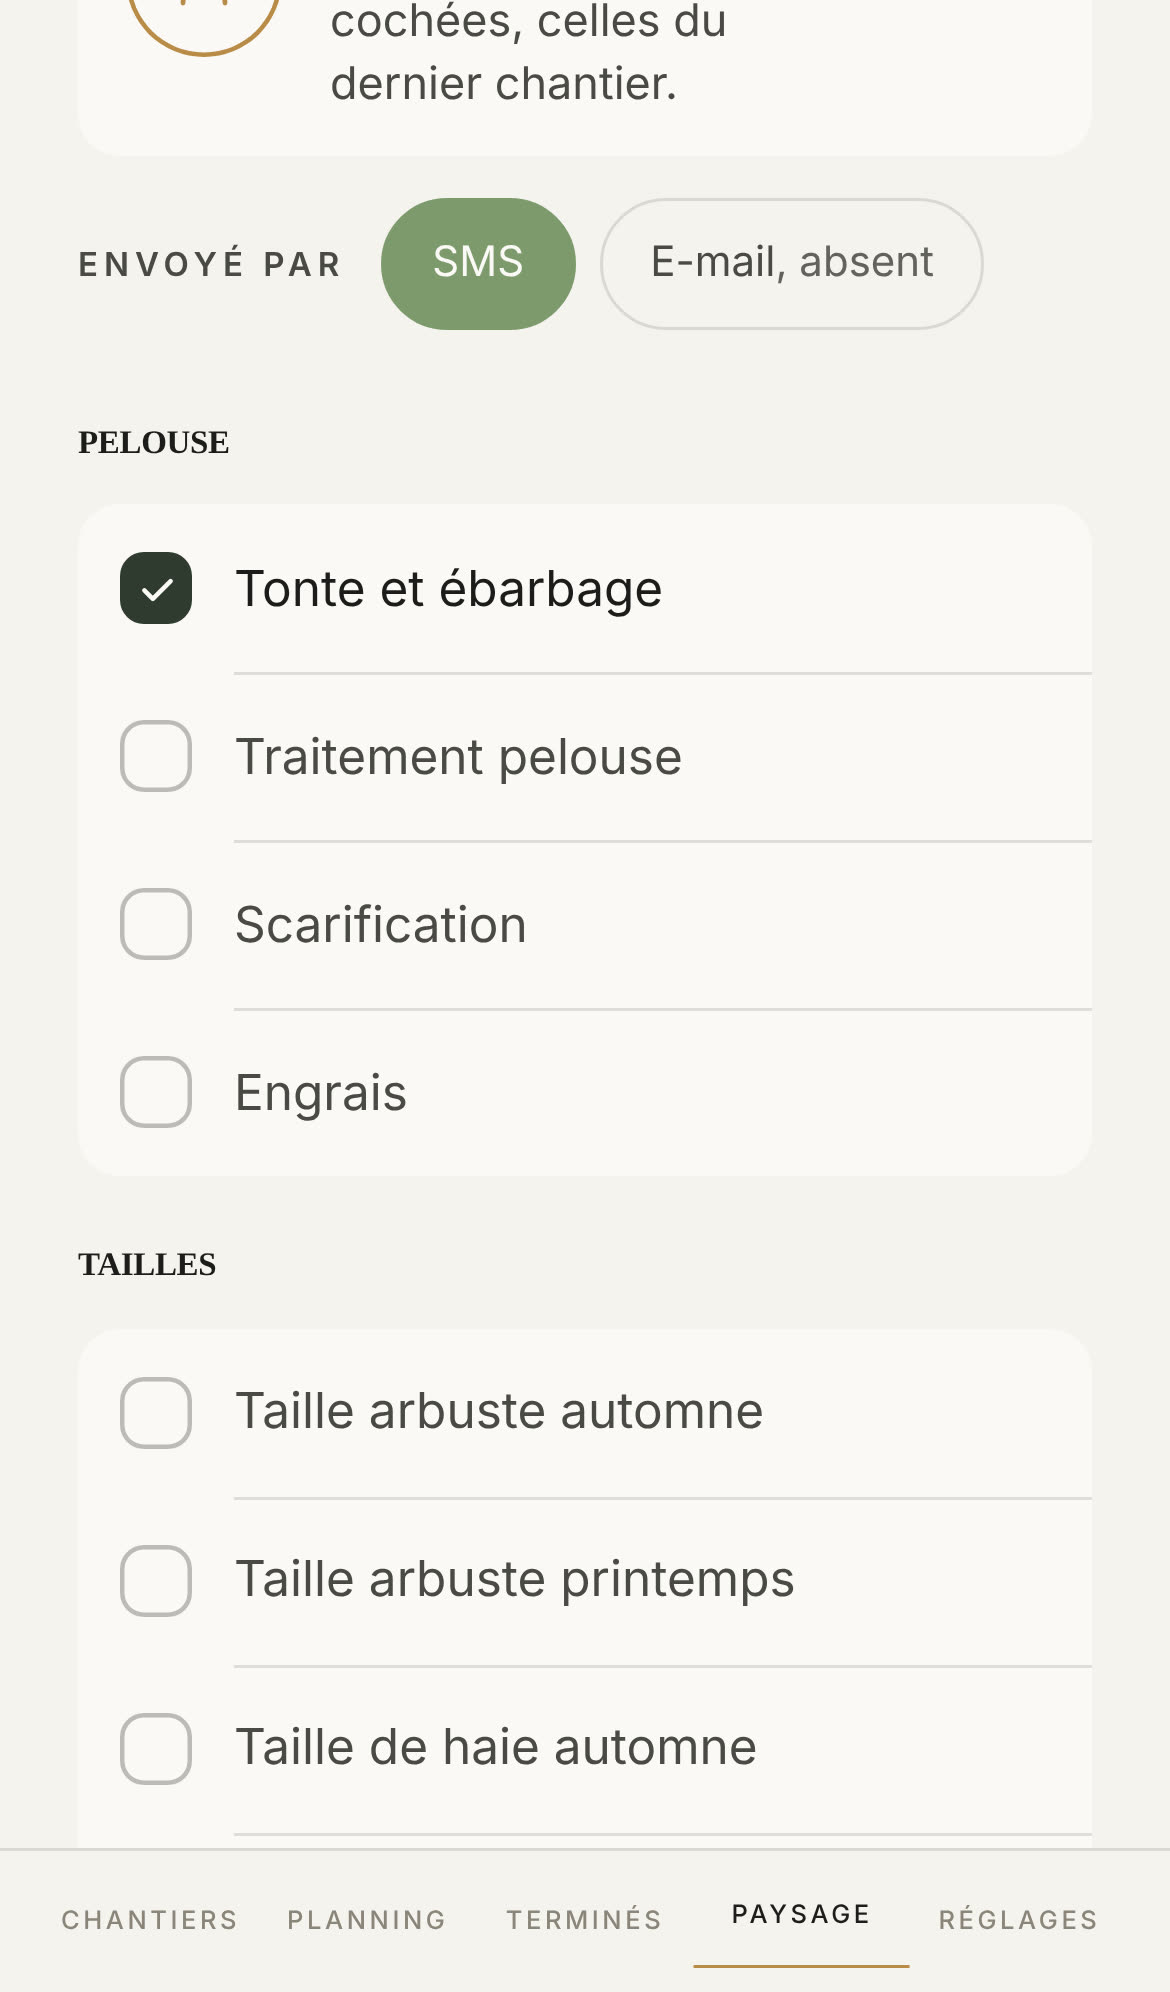 cochées, celles du
dernier chantier.
ENVOYÉ PAR SMS E-mail, absent
PELOUSE
Tonte et ébarbage
Traitement pelouse
Scarification
Engrais
TAILLES
Taille arbuste automne
Taille arbuste printemps
Taille de haie automne
CHANTIERS PLANNING TERMINÉS PAYSAGE RÉGLAGES